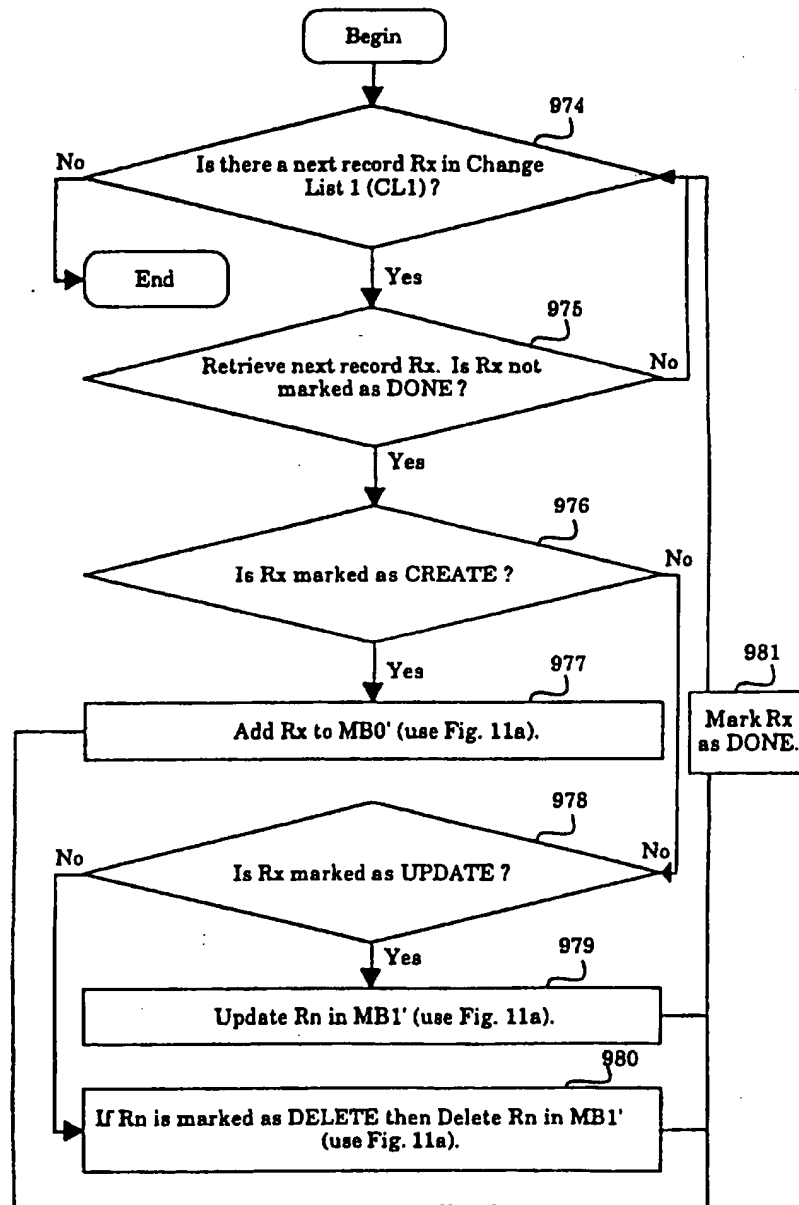 Begin
974
No
Is there a next record Rx in Change
List 1 (CL1) ?
End
Yes
975
Retrieve next record Rx. Is Rx not
marked as DONE ?
No
Yes
976
No
Is Rx marked as CREATE ?
Yes
977
981
Add Rx to MB0' (use Fig. 11a).
Mark Rx
as DONE.
978
No
No
Is Rx marked as UPDATE ?
Yes
979
Update Rn in MB1' (use Fig. 11a).
980
If Rn is marked as DELETE then Delete Rn in MB1'
(use Fig. 11a).